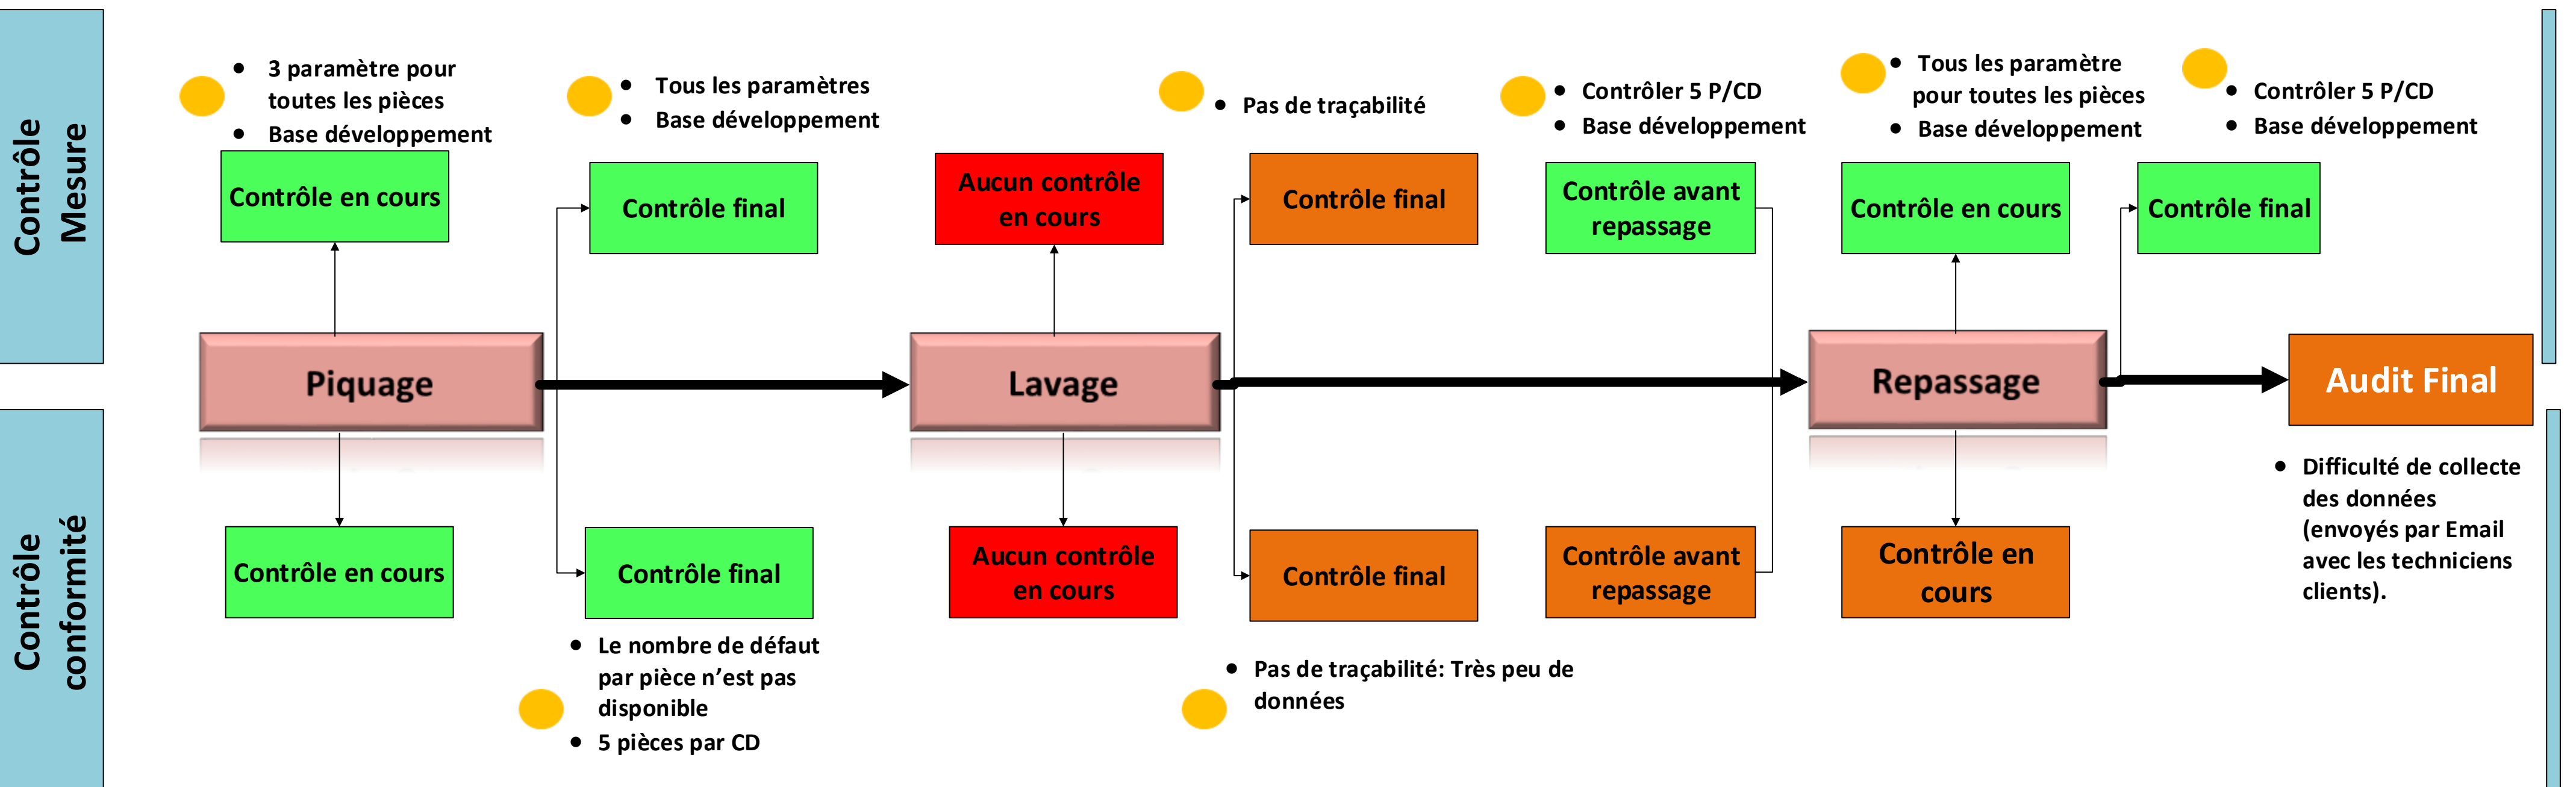 Contrôle
Mesure
• 3 paramètre pour
toutes les pièces
• Base développement
Contrôle en cours
• Tous les paramètres
• Base développement
Contrôle final
Aucun contrôle
en cours
• Pas de traçabilité
Contrôle final
• Contrôler 5 P/CD
• Base développement
Contrôle avant
repassage
• Tous les paramètre
pour toutes les pièces
• Base développement
Contrôle en cours
• Contrôler 5 P/CD
• Base développement
Contrôle final
Piquage
Lavage
Repassage
Audit Final
• Difficulté de collecte
des données
(envoyés par Email
avec les techniciens
clients).
Contrôle
conformité
Contrôle en cours
Contrôle final
• Le nombre de défaut
par pièce n’est pas
disponible
• 5 pièces par CD
Aucun contrôle
en cours
Contrôle final
• Pas de traçabilité: Très peu de
données
Contrôle avant
repassage
Contrôle en
cours